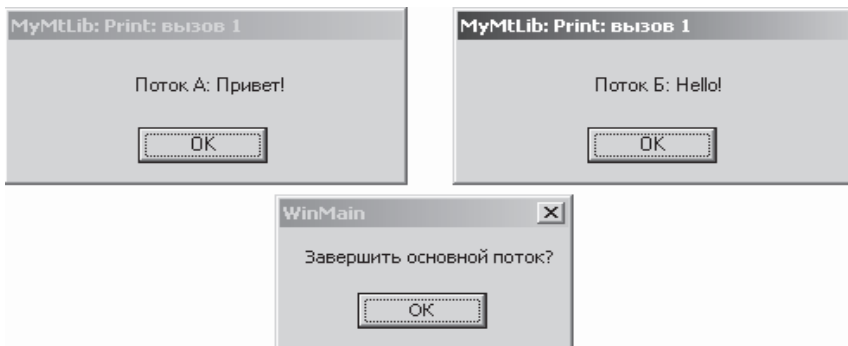 MyMtLib: Print: вызов 1
Поток А: Привет!
OK
MyMtLib: Print: вызов 1
Поток Б: Hello!
OK
WinMain
Завершить основной поток?
OK